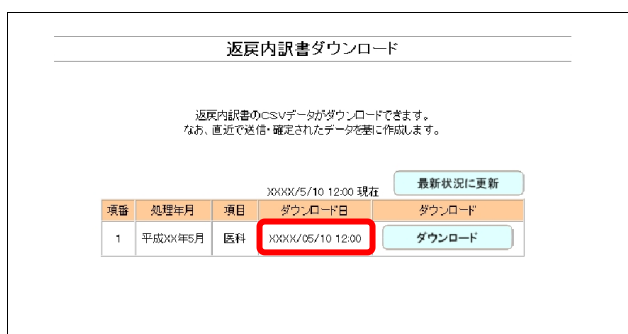 返戻内訳書ダウンロード
返戻内訳書のCSVデータがダウンロードできます。
なお、直近で送信・確定されたデータを基に作成します。
XXXX/5/10 12:00 現在 最新状況に更新
項番 処理年月 項目 ダウンロード日 ダウンロード
1 平成XX年5月 医科 XXXX/05/10 12:00 ダウンロード